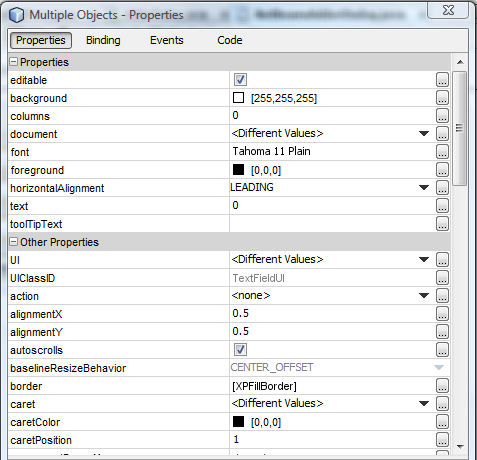 Multiple Objects - Properties
Properties Binding Events Code
Properties
editable
background [255,255,255]
columns 0
document <Different Values>
font Tahoma 11 Plain
foreground [0,0,0]
horizontalAlignment LEADING
text 0
toolTipText
Other Properties
UI <Different Values>
UIClassID TextFieldUI
action <none>
alignmentX 0.5
alignmentY 0.5
autoscrolls
baselineResizeBehavior CENTER_OFFSET
border [XPFillBorder]
caret <Different Values>
caretColor [0,0,0]
caretPosition 1